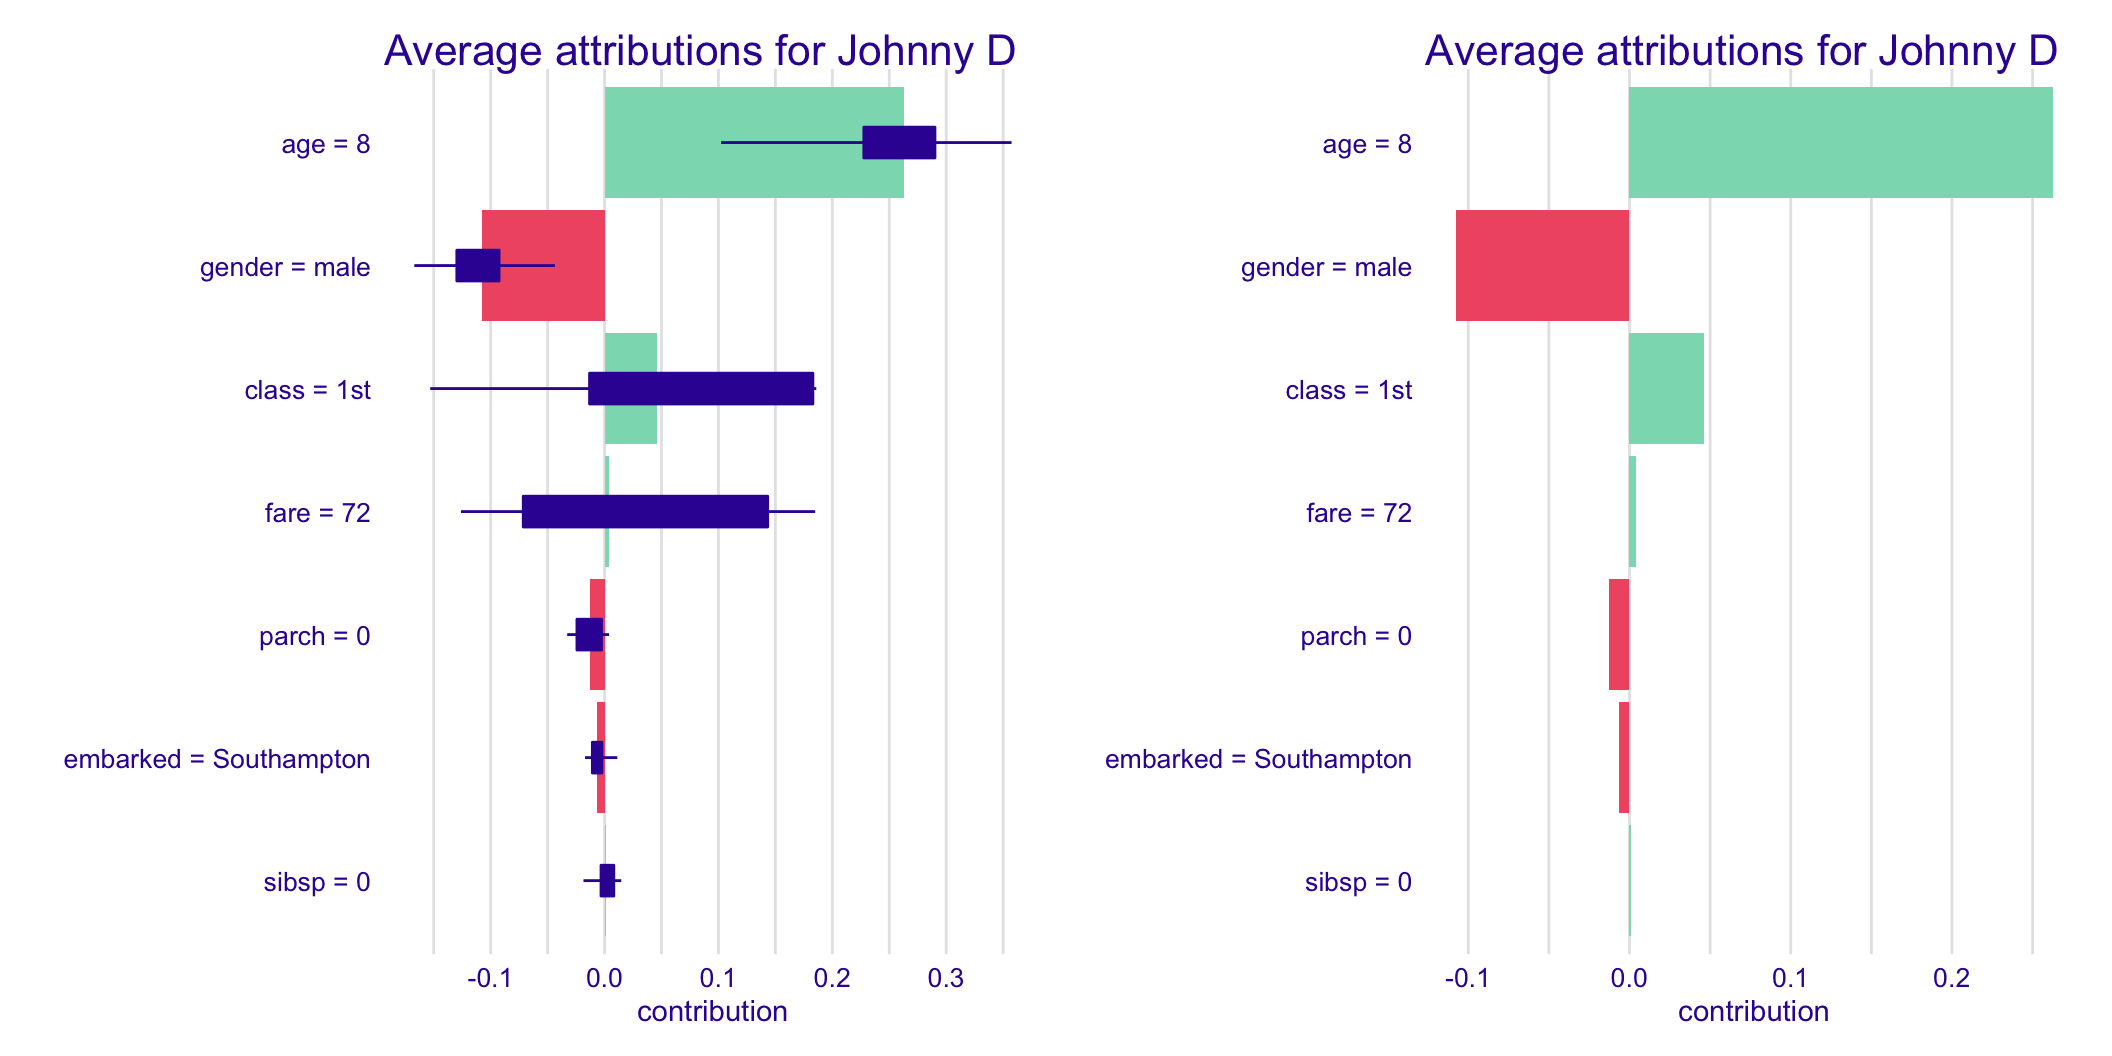 Average attributions for Johnny D
age = 8
gender = male
class = 1st
fare = 72
parch = 0
embarked = Southampton
sibsp = 0
-0.1 0.0 0.1 0.2 0.3
contribution
Average attributions for Johnny D
age = 8
gender = male
class = 1st
fare = 72
parch = 0
embarked = Southampton
sibsp = 0
-0.1 0.0 0.1 0.2
contribution